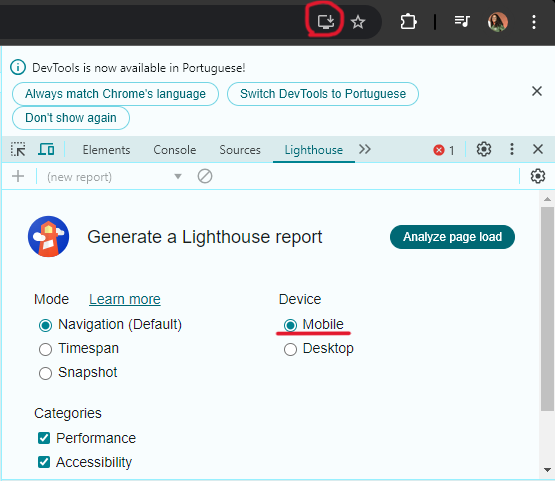 DevTools is now available in Portuguese!
Always match Chrome's language
Switch DevTools to Portuguese
Don't show again
Elements
Console
Sources
Lighthouse
1
(new report)
Generate a Lighthouse report
Analyze page load
Mode
Learn more
Navigation (Default)
Timespan
Snapshot
Device
Mobile
Desktop
Categories
Performance
Accessibility